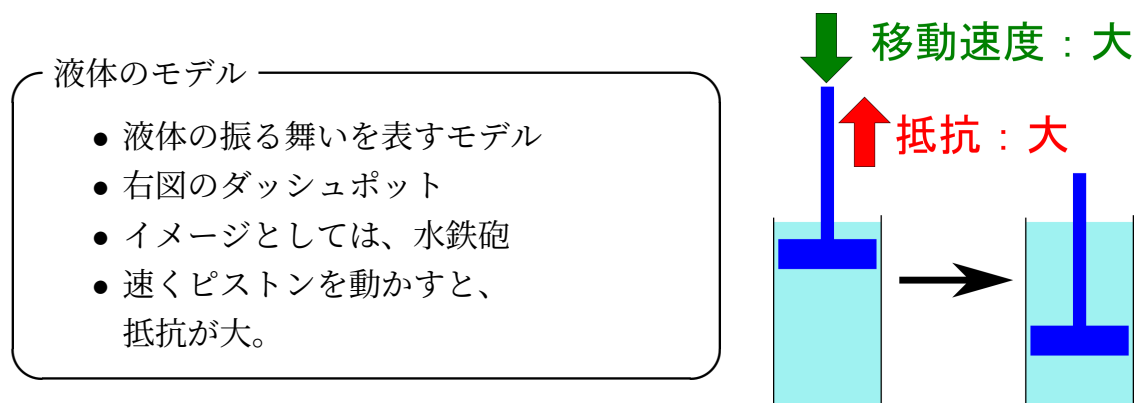 液体のモデル
● 液体の振る舞いを表すモデル
● 右図のダッシュポット
● イメージとしては、水鉄砲
● 速くピストンを動かすと、
抵抗が大。
移動速度：大
抵抗：大